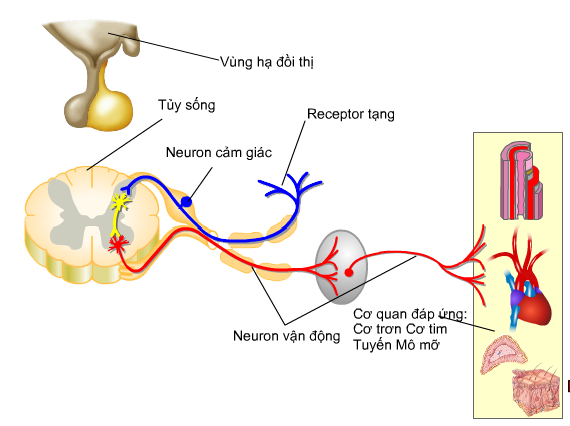 Vùng hạ đồi thị
Tủy sống
Receptor tạng
Neuron cảm giác
Neuron vận động
Cơ quan đáp ứng:
Cơ trơn Cơ tim
Tuyến Mô mỡ
I